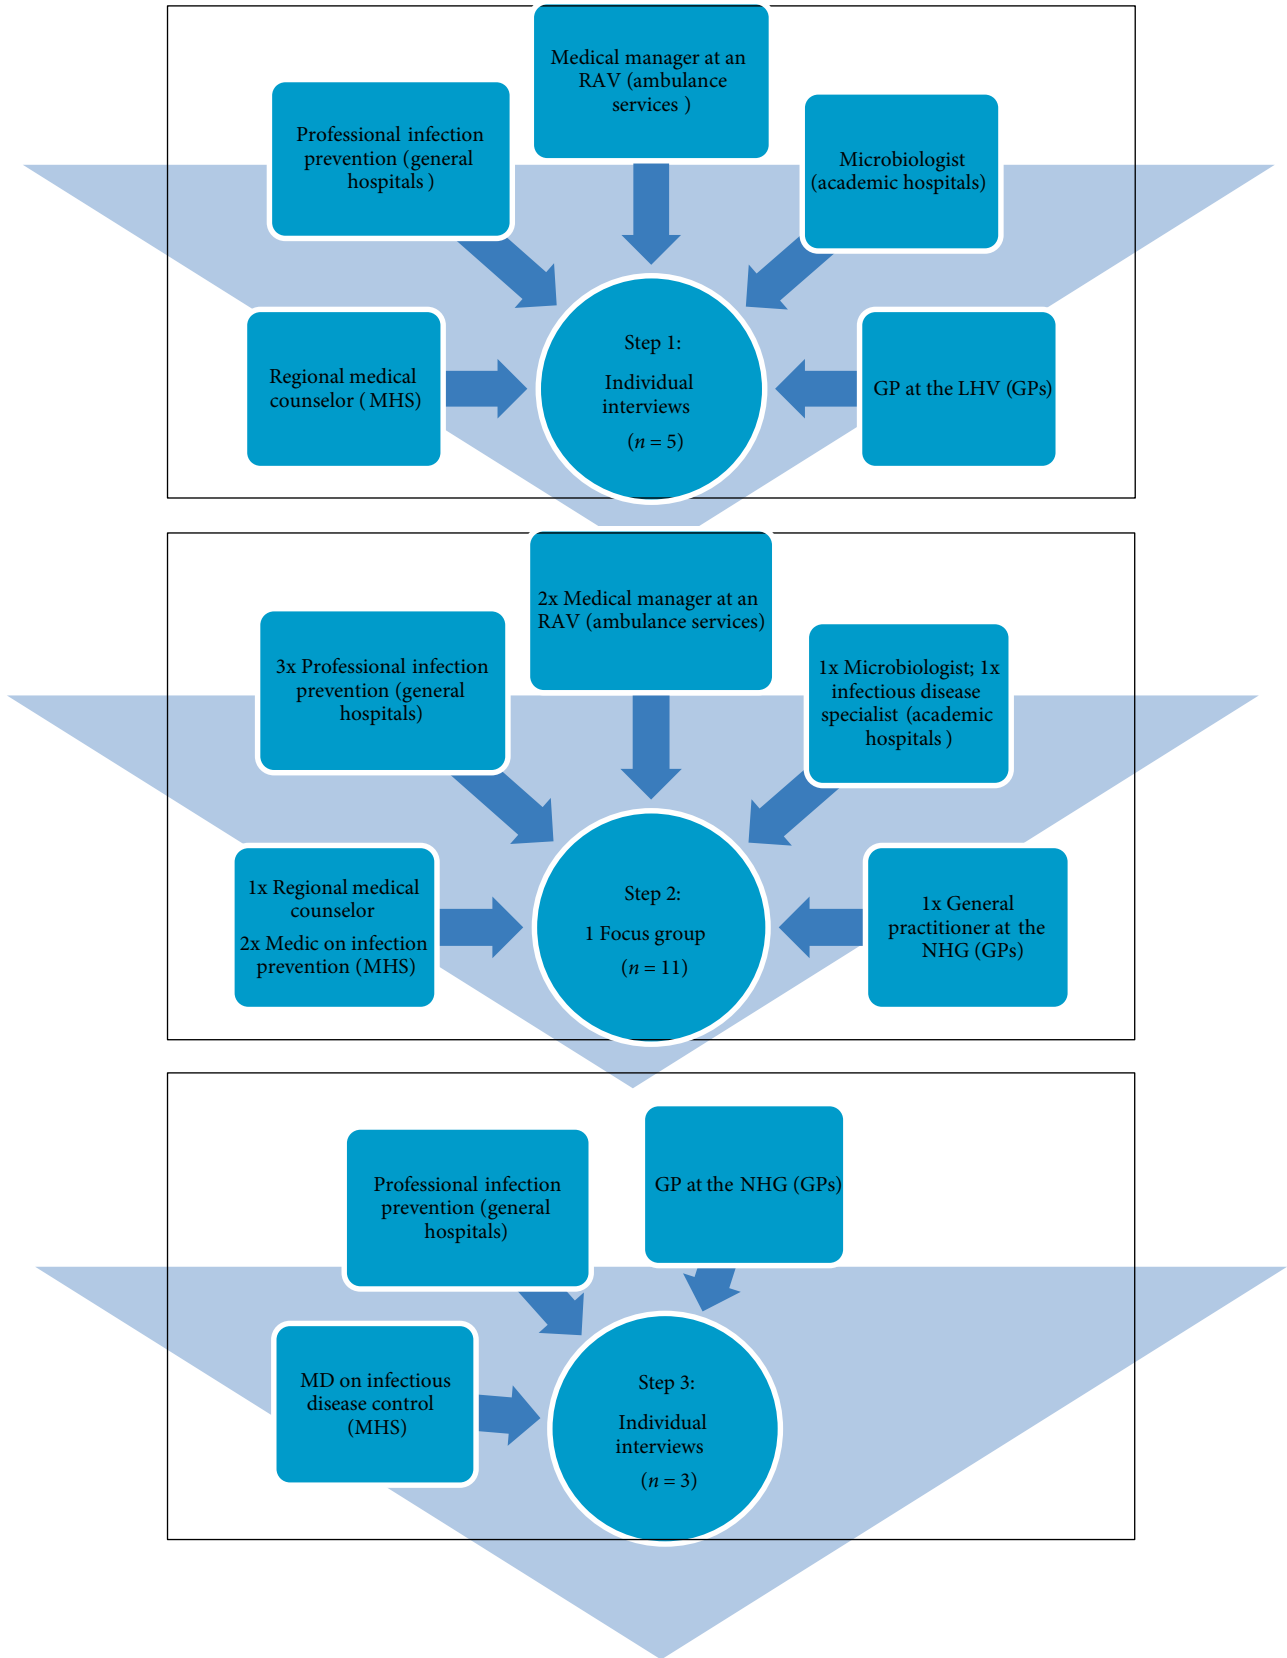 Medical manager at an
RAV (ambulance
services )
Professional infection
prevention (general
hospitals )
Microbiologist
(academic hospitals)
Regional medical
counselor ( MHS)
Step 1:
Individual
interviews
(n = 5)
GP at the LHV (GPs)
2x Medical manager at an
RAV (ambulance services)
3x Professional infection
prevention (general
hospitals)
1x Microbiologist; 1x
infectious disease
specialist (academic
hospitals )
1x Regional medical
counselor
2x Medic on infection
prevention (MHS)
Step 2:
1 Focus group
(n = 11)
1x General
practitioner at the
NHG (GPs)
Professional infection
prevention (general
hospitals)
GP at the NHG (GPs)
MD on infectious
disease control
(MHS)
Step 3:
Individual
interviews
(n = 3)